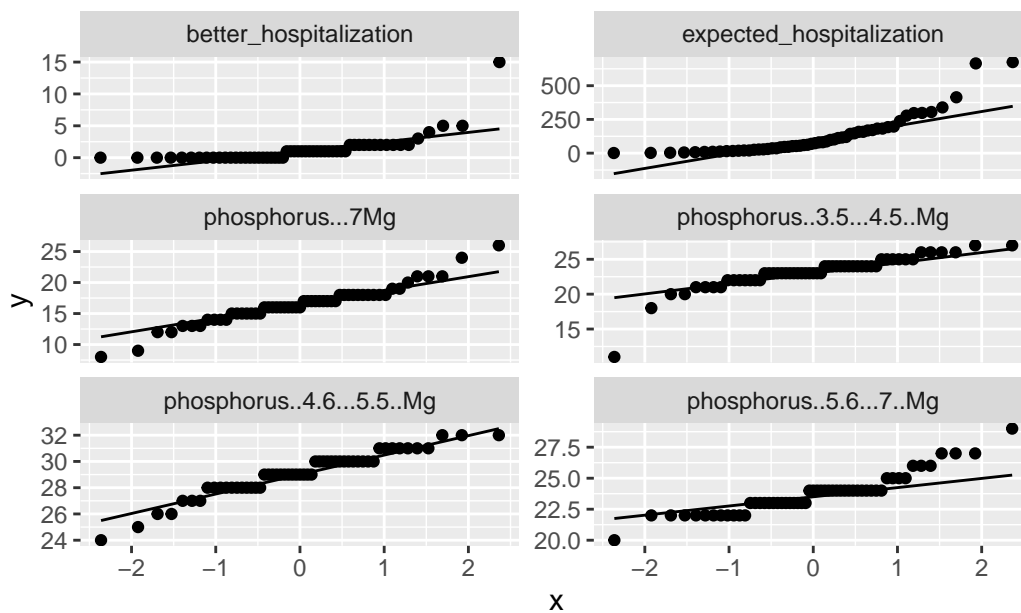 better_hospitalization
expected_hospitalization
15
10
5
0
500
250
0
phosphorus...7Mg
phosphorus..3.5...4.5..Mg
25
20
15
10
25
20
15
y
phosphorus..4.6...5.5..Mg
phosphorus..5.6...7..Mg
32
30
28
26
24
27.5
25.0
22.5
20.0
−2 −1 0 1 2
−2 −1 0 1 2
x